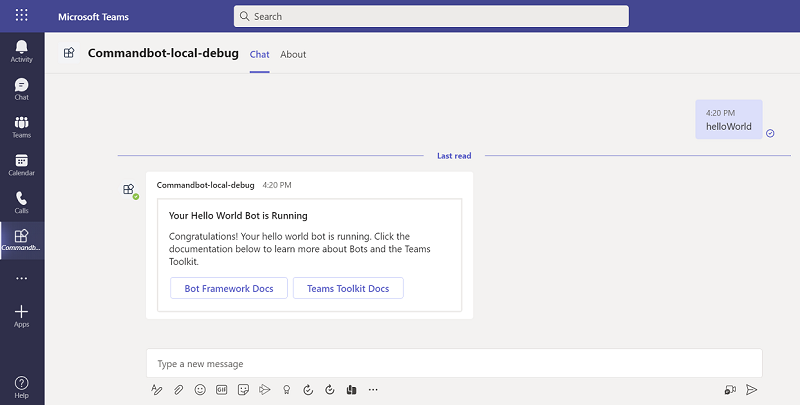 Microsoft Teams
Search
Activity
Chat
Teams
Calendar
Calls
Commandb...
Apps
Help
Commandbot-local-debug
Chat
About
4:20 PM
helloWorld
Last read
Commandbot-local-debug 4:20 PM
Your Hello World Bot is Running
Congratulations! Your hello world bot is running. Click the
documentation below to learn more about Bots and the Teams
Toolkit.
Bot Framework Docs
Teams Toolkit Docs
Type a new message
GIF